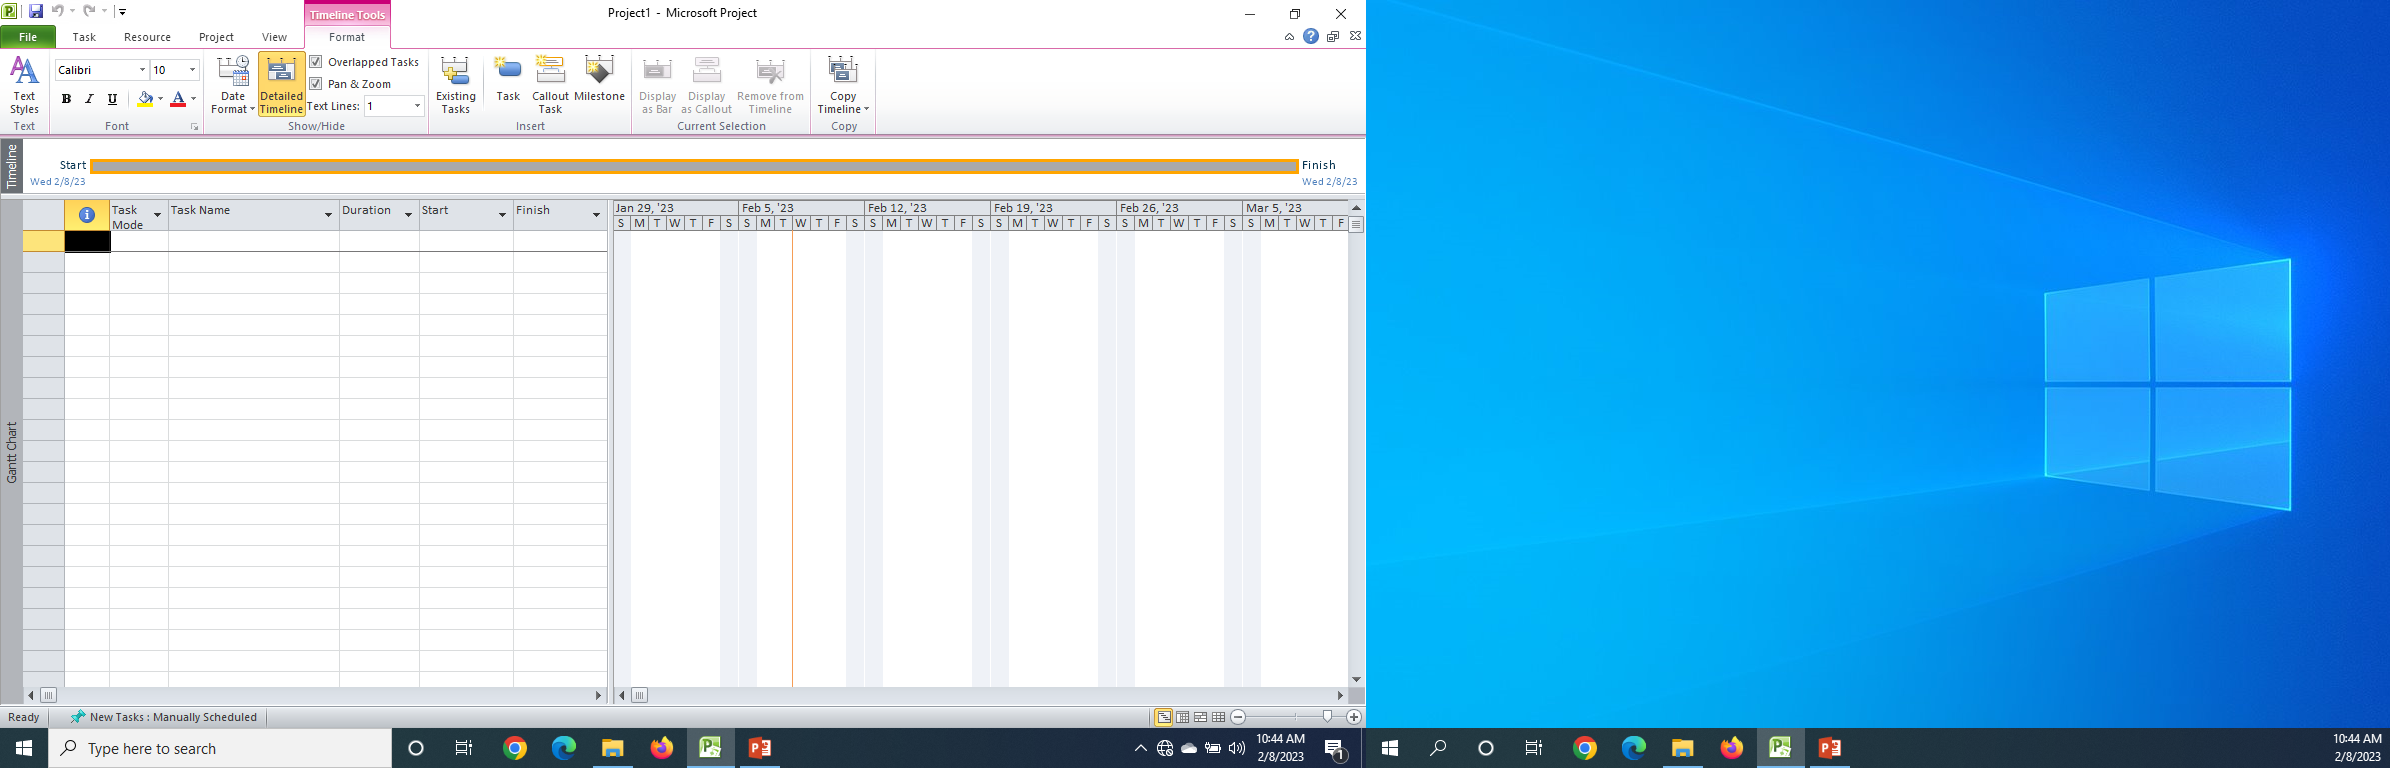 Timeline Tools
Project1 - Microsoft Project
File Task Resource Project View Format
Text Styles
Calibri 10
B I U
Date Format
Detailed Timeline
Overlapped Tasks
Pan & Zoom
Text Lines: 1
Existing Tasks
Task
Callout Task
Milestone
Display as Bar
Display as Callout
Remove from Timeline
Copy Timeline
Text Font Show/Hide Insert Current Selection Copy
Timeline
Start
Wed 2/8/23
Finish
Wed 2/8/23
Gantt Chart
Task Mode
Task Name
Duration
Start
Finish
Jan 29, '23 Feb 5, '23 Feb 12, '23 Feb 19, '23 Feb 26, '23 Mar 5, '23
S M T W T F S S M T W T F S S M T W T F S S M T W T F S S M T W T F S S M T W T F
Ready New Tasks : Manually Scheduled
Type here to search
10:44 AM
2/8/2023
1
10:44 AM
2/8/2023